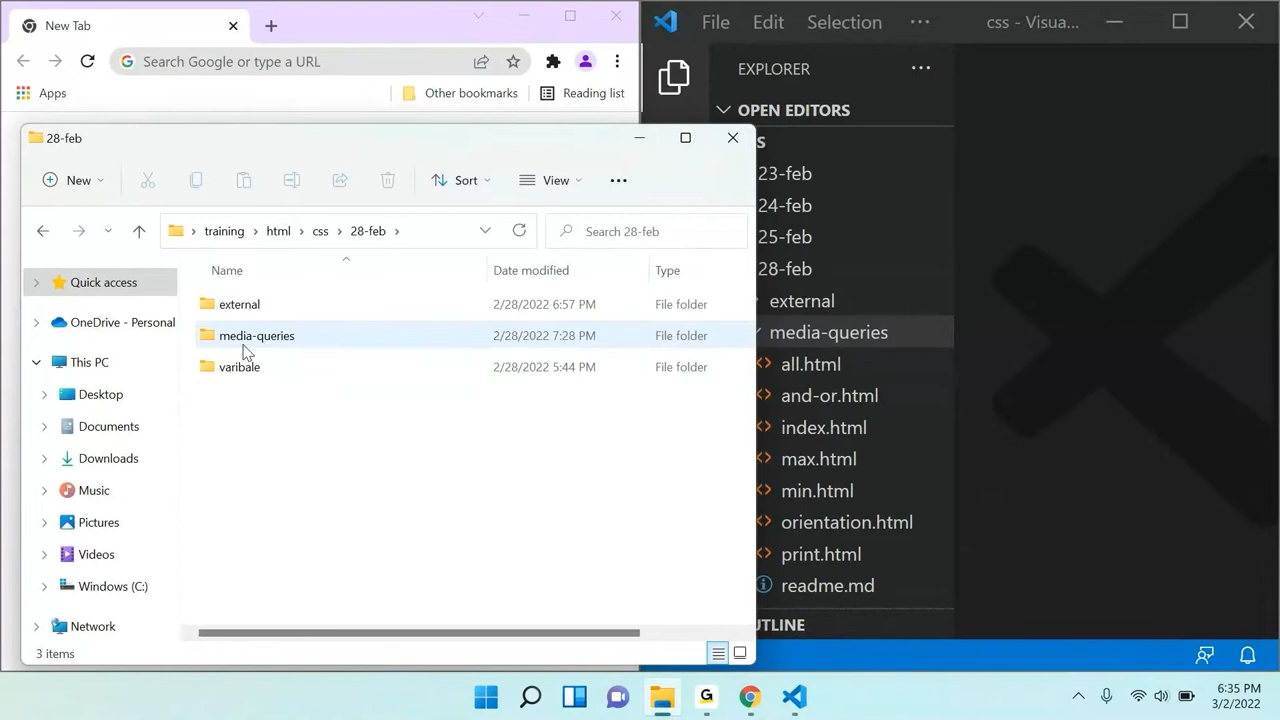 New Tab
Search Google or type a URL
Apps
Other bookmarks
Reading list
28-feb
New
Sort
View
training
html
css
28-feb
Search 28-feb
Name
Date modified
Type
Quick access
external
2/28/2022 6:57 PM
File folder
OneDrive - Personal
media-queries
2/28/2022 7:28 PM
File folder
This PC
varibale
2/28/2022 5:44 PM
File folder
Desktop
Documents
Downloads
Music
Pictures
Videos
Windows (C:)
Network
3 items
File
Edit
Selection
css - Visua...
EXPLORER
OPEN EDITORS
S
23-feb
24-feb
25-feb
28-feb
external
media-queries
all.html
and-or.html
index.html
max.html
min.html
orientation.html
print.html
readme.md
UTLINE
G
6:35 PM
3/2/2022